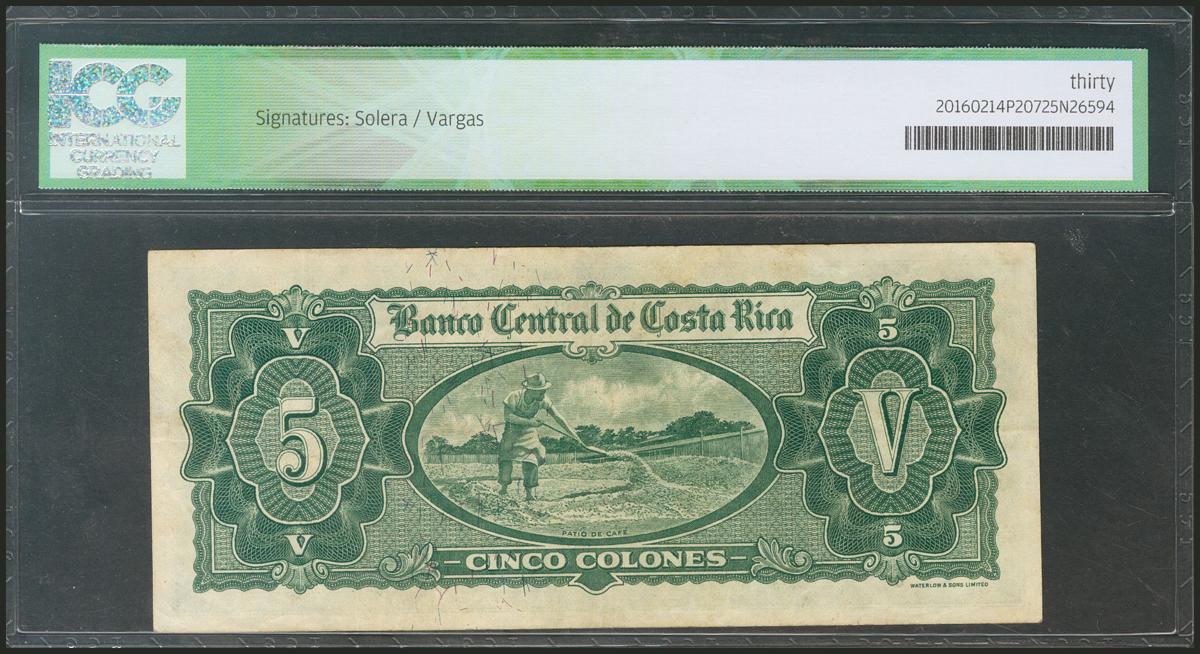 ICG
INTERNATIONAL
CURRENCY
GRADING
Signatures: Solera / Vargas
thirty
20160214P20725N26594
Banco Central de Costa Rica
V
5
5
V
V
5
PATIO DE CAFE
CINCO COLONES
WATERLOW & SONS LIMITED